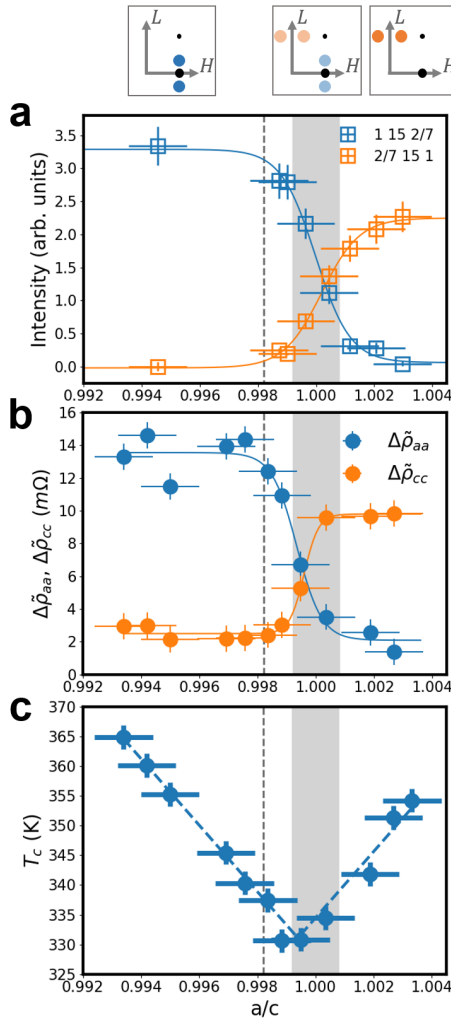 L
H
L
H
L
H
a
3.5
3.0
2.5
2.0
1.5
1.0
0.5
0.0
Intensity (arb. units)
1 15 2/7
2/7 15 1
0.992 0.994 0.996 0.998 1.000 1.002 1.004
b
16
14
12
10
8
6
4
2
0
Δρ̃aa, Δρ̃cc (mΩ)
Δρ̃aa
Δρ̃cc
0.992 0.994 0.996 0.998 1.000 1.002 1.004
c
370
365
360
355
350
345
340
335
330
325
Tc (K)
0.992 0.994 0.996 0.998 1.000 1.002 1.004
a/c